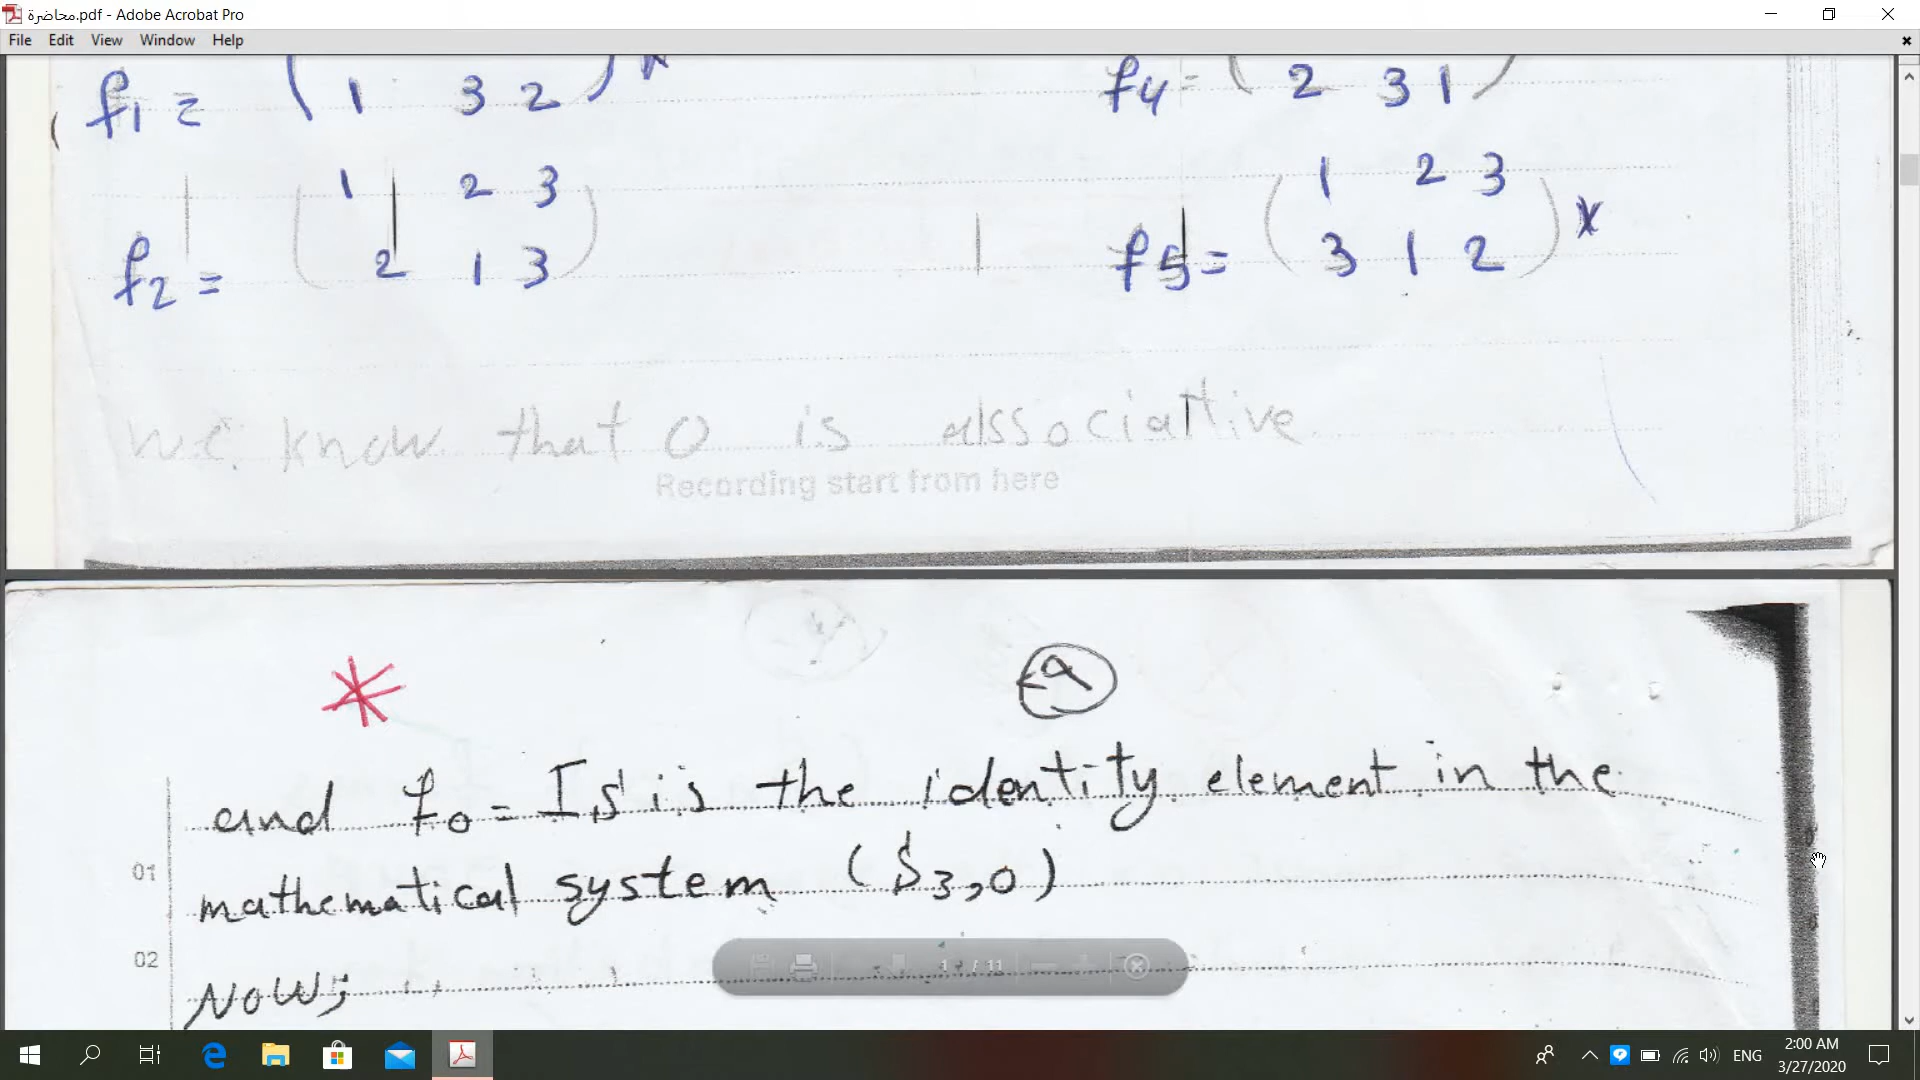 محاضرة.pdf - Adobe Acrobat Pro
File Edit View Window Help
f1 = ( 1 3 2 ) *
f4 = ( 2 3 1 )
1 2 3
f2 = ( 2 1 3 )
1 2 3
f5 = ( 3 1 2 ) x
we know that o is associative
Recording start from here
and fo = Is is the identity element in the
01
mathematical system (S3,o)
02
Now;
/ 11
ENG
2:00 AM
3/27/2020